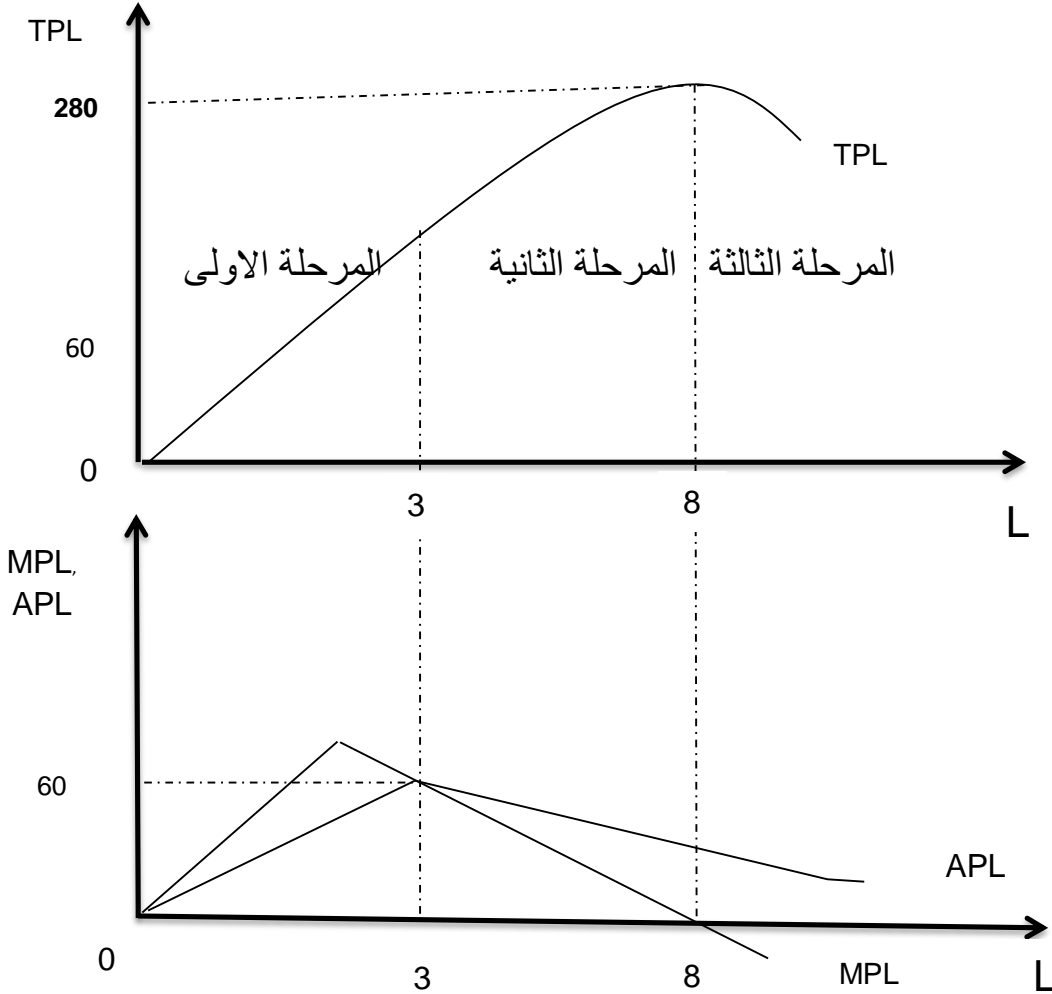 TPL
280
TPL
المرحلة الاولى
المرحلة الثانية
المرحلة الثالثة
60
0
3
8
L
MPL,
APL
60
APL
0
3
8
MPL
L